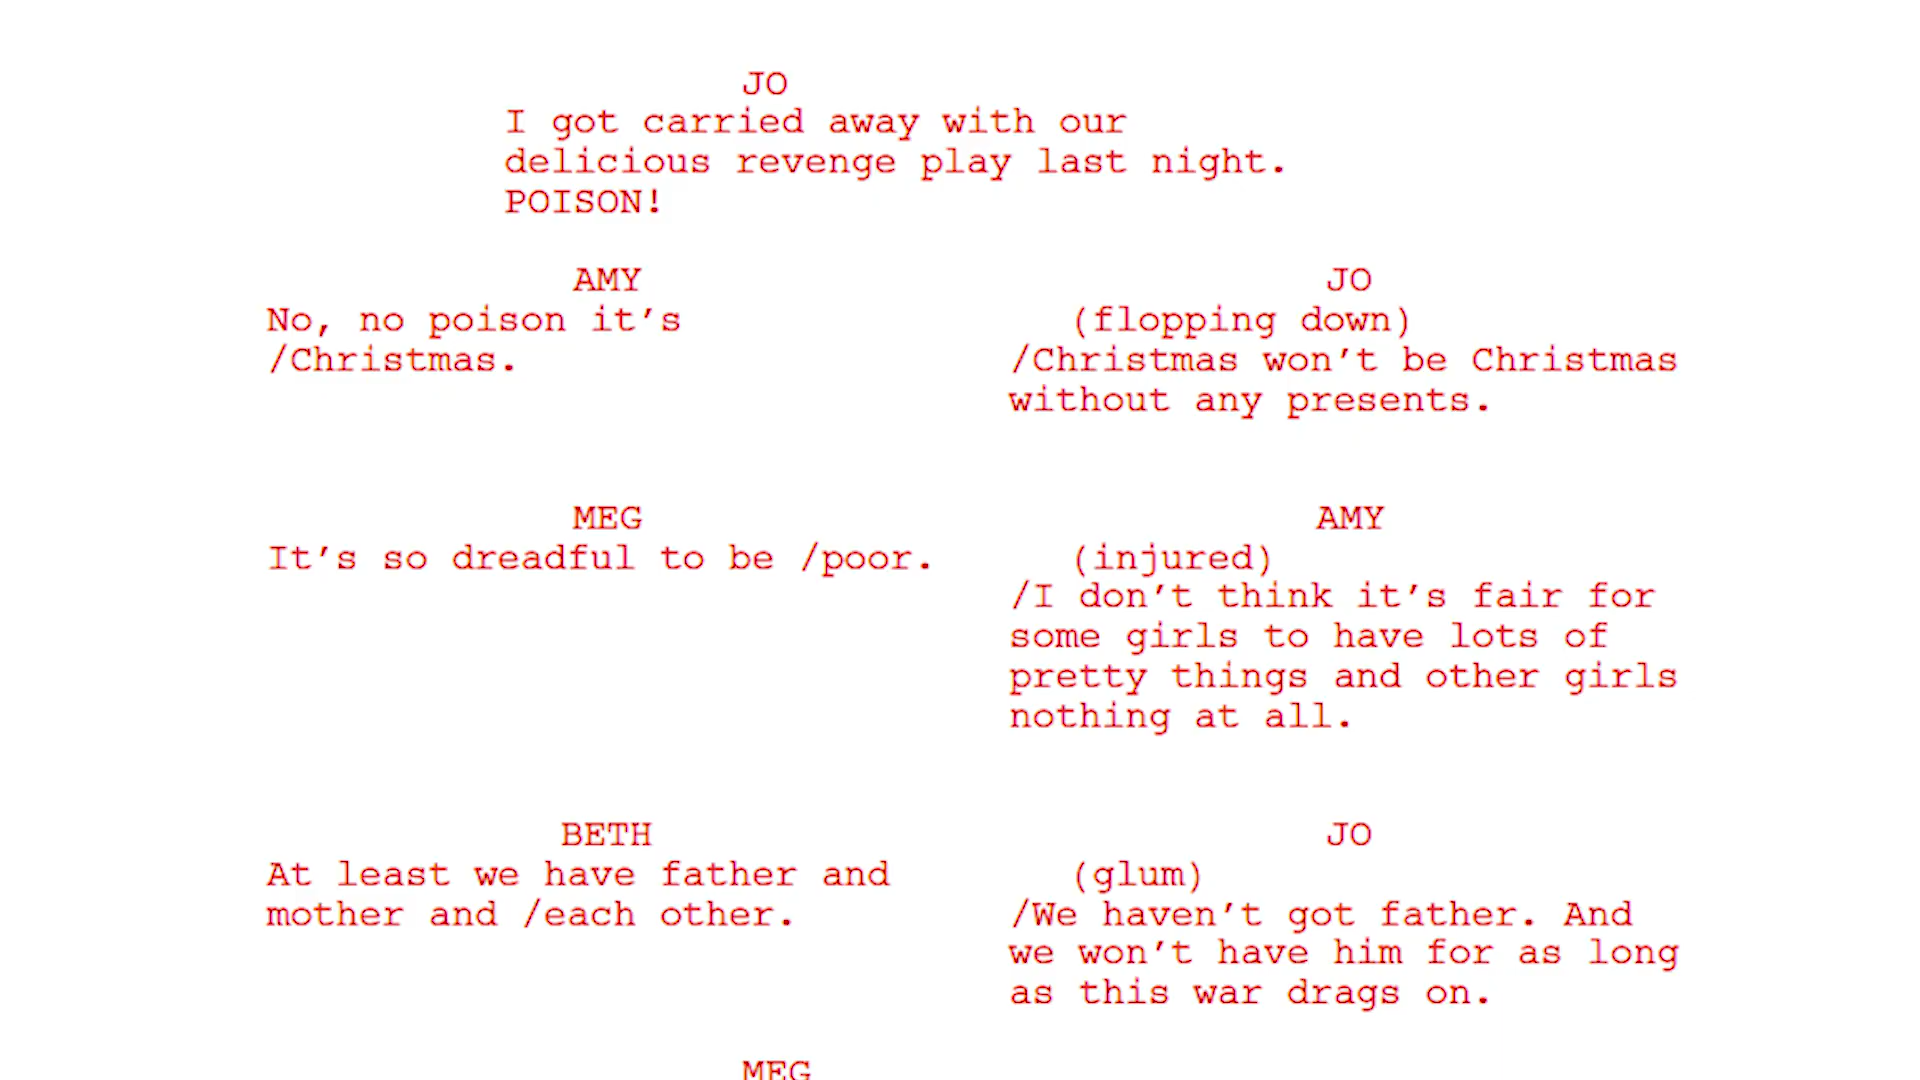 JO
I got carried away with our
delicious revenge play last night.
POISON!
AMY
No, no poison it's
/Christmas.
JO
(flopping down)
/Christmas won't be Christmas
without any presents.
MEG
It's so dreadful to be /poor.
AMY
(injured)
/I don't think it's fair for
some girls to have lots of
pretty things and other girls
nothing at all.
BETH
At least we have father and
mother and /each other.
JO
(glum)
/We haven't got father. And
we won't have him for as long
as this war drags on.
MEG